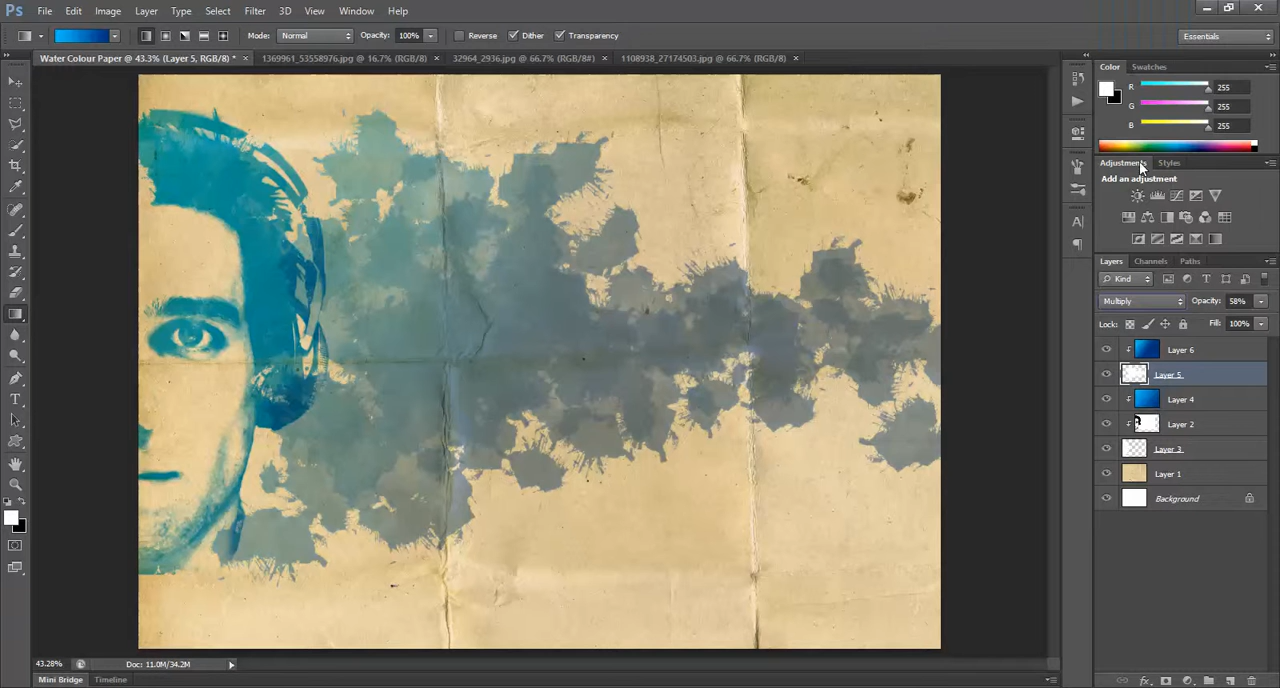 Ps File Edit Image Layer Type Select Filter 3D View Window Help
Mode: Normal Opacity: 100% Reverse Dither Transparency Essentials
Water Colour Paper @ 43.3% (Layer 5, RGB/8) * × 1369961_53558976.jpg @ 16.7% (RGB/8) × 32964_2936.jpg @ 66.7% (RGB/8#) × 1108938_27174503.jpg @ 66.7% (RGB/8) ×
Color Swatches
R 255
G 255
B 255
Adjustments Styles
Add an adjustment
Layers Channels Paths
Kind
Multiply Opacity: 58%
Lock: Fill: 100%
Layer 6
Layer 5
Layer 4
Layer 2
Layer 3
Layer 1
Background
43.28% Doc: 11.0M/34.2M
Mini Bridge Timeline